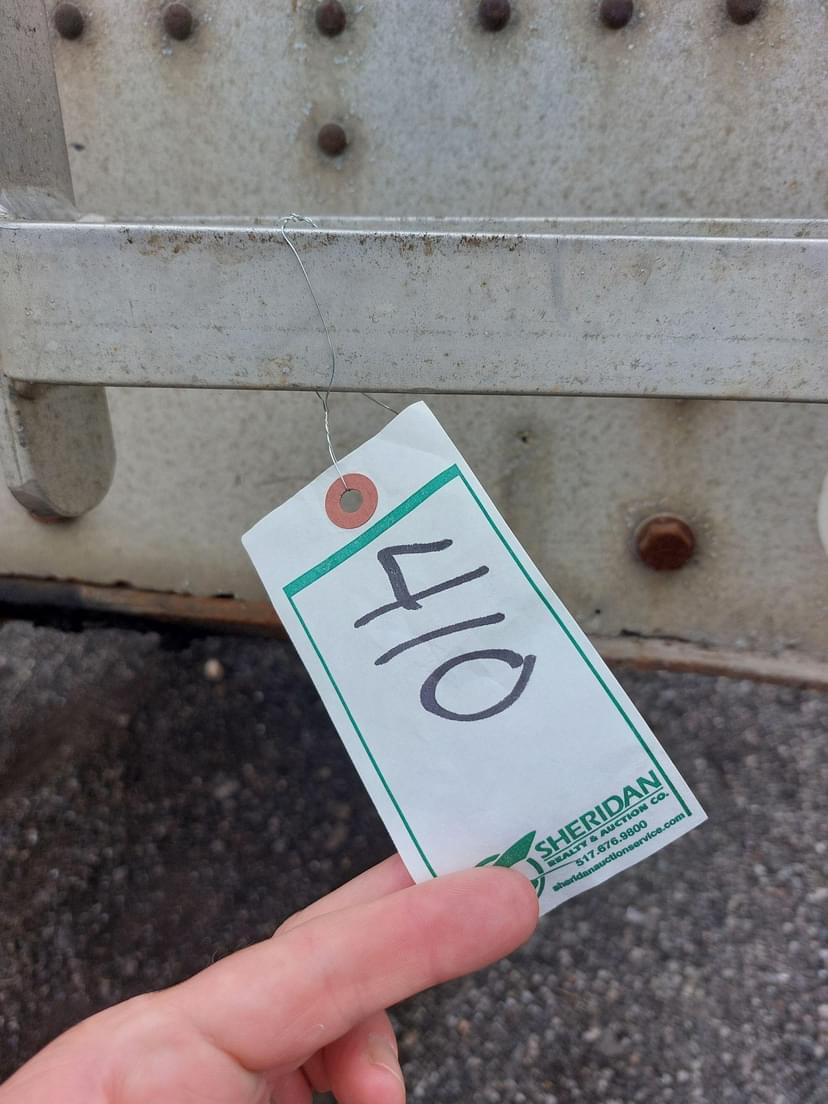 410
SHERIDAN
REALTY & AUCTION CO.
517.676.9800
sheridanauctionservice.com